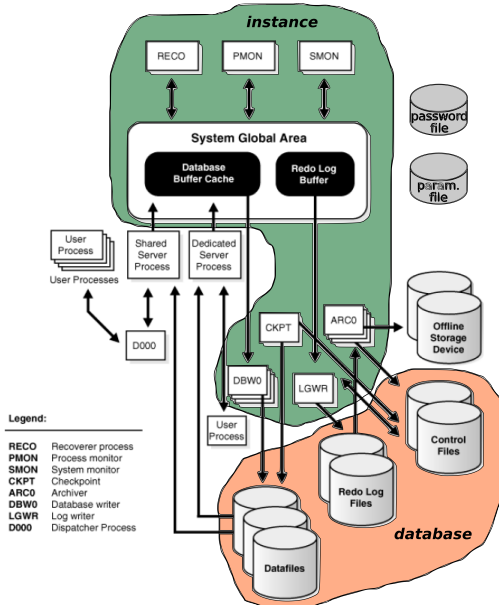 instance
RECO
PMON
SMON
password
file
System Global Area
Database
Buffer Cache
Redo Log
Buffer
param.
file
User
Process
Shared
Server
Process
Dedicated
Server
Process
User Processes
D000
CKPT
ARC0
Offline
Storage
Device
DBW0
LGWR
User
Process
Control
Files
Redo Log
Files
database
Datafiles
Legend:
RECO Recoverer process
PMON Process monitor
SMON System monitor
CKPT Checkpoint
ARC0 Archiver
DBW0 Database writer
LGWR Log writer
D000 Dispatcher Process